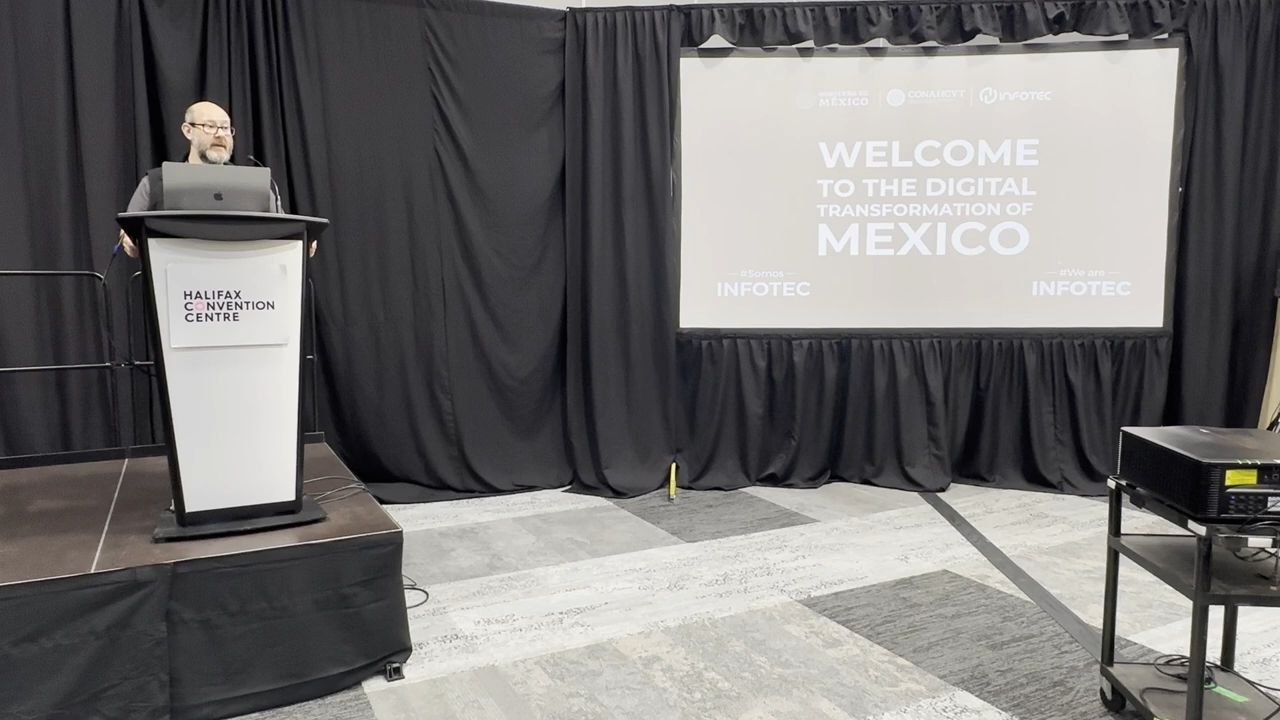 HALIFAX
CONVENTION
CENTRE
MÉXICO
CONAHCYT
INFOTEC
WELCOME
TO THE DIGITAL
TRANSFORMATION OF
MEXICO
#Somos
INFOTEC
#We are
INFOTEC